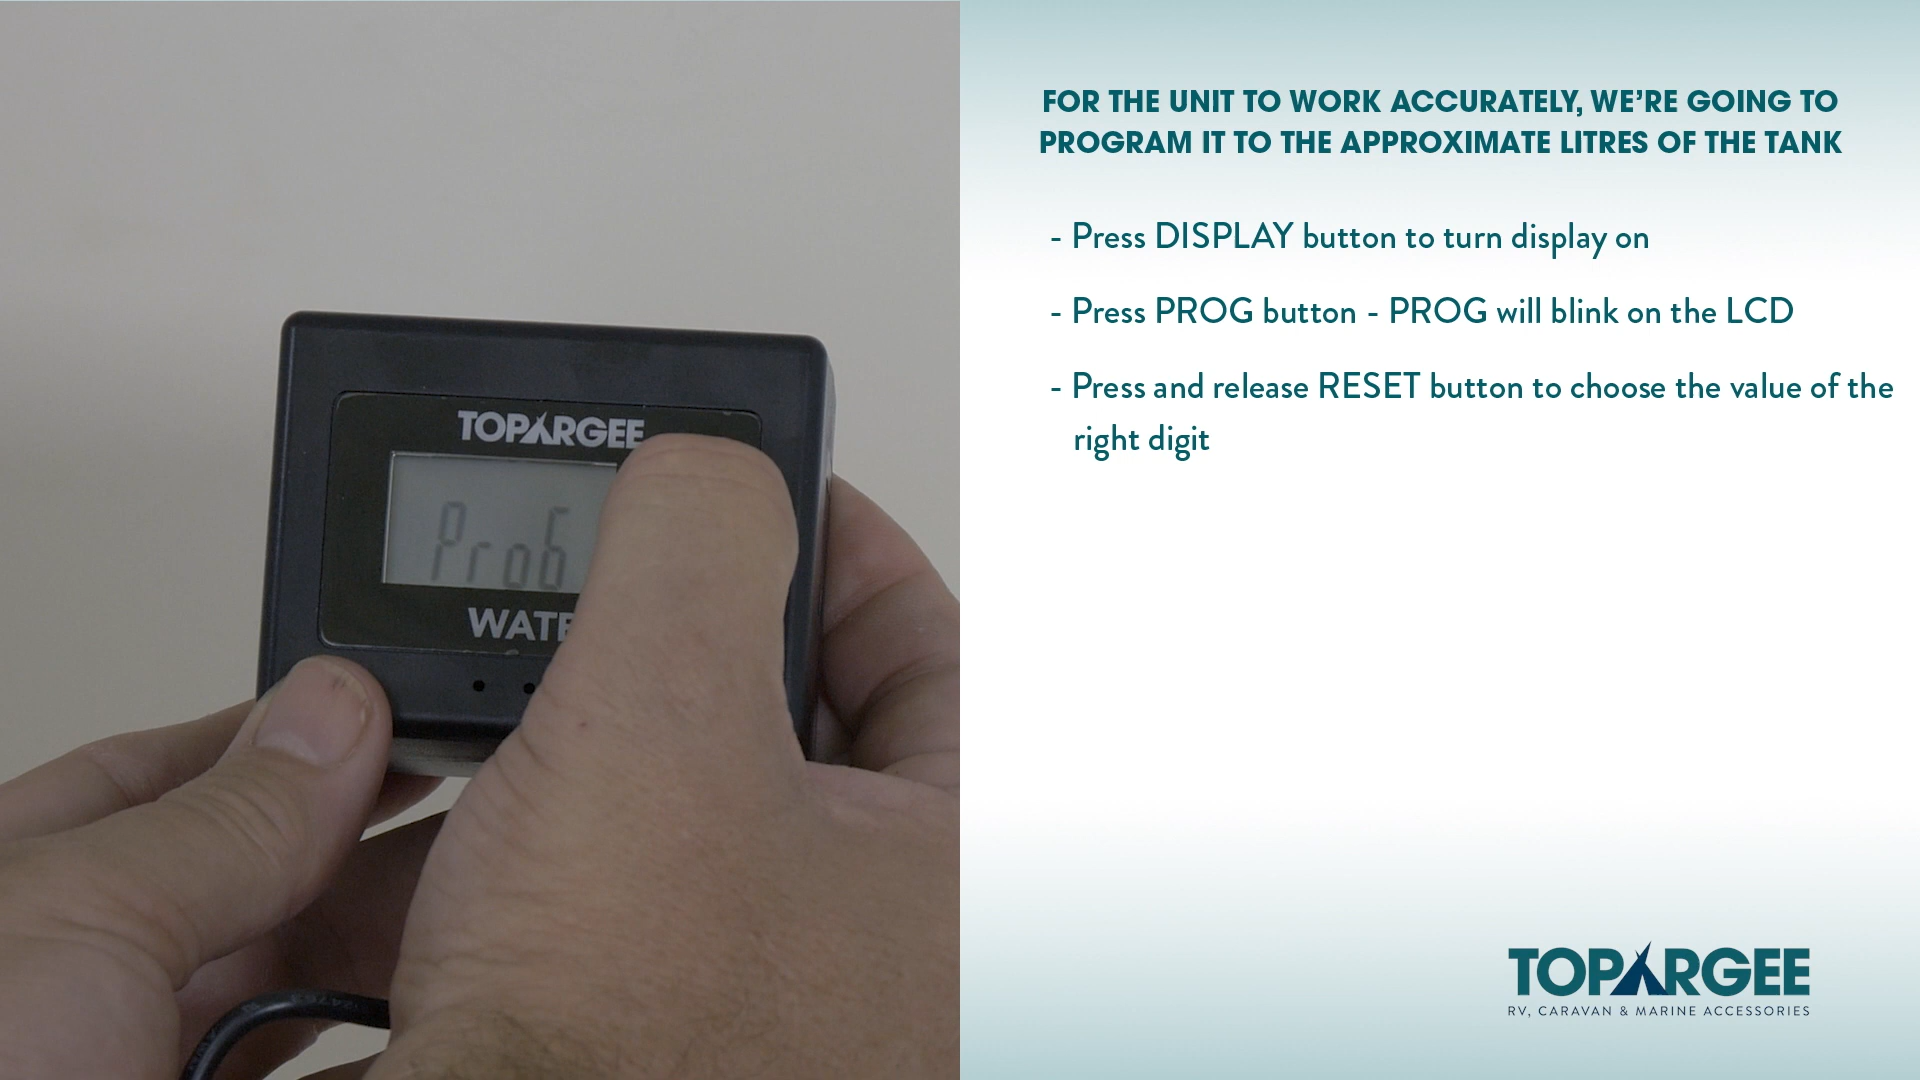 FOR THE UNIT TO WORK ACCURATELY, WE'RE GOING TO
PROGRAM IT TO THE APPROXIMATE LITRES OF THE TANK
- Press DISPLAY button to turn display on
- Press PROG button - PROG will blink on the LCD
- Press and release RESET button to choose the value of the
right digit
TOPARGEE
Prog
TOPARGEE
RV, CARAVAN & MARINE ACCESSORIES